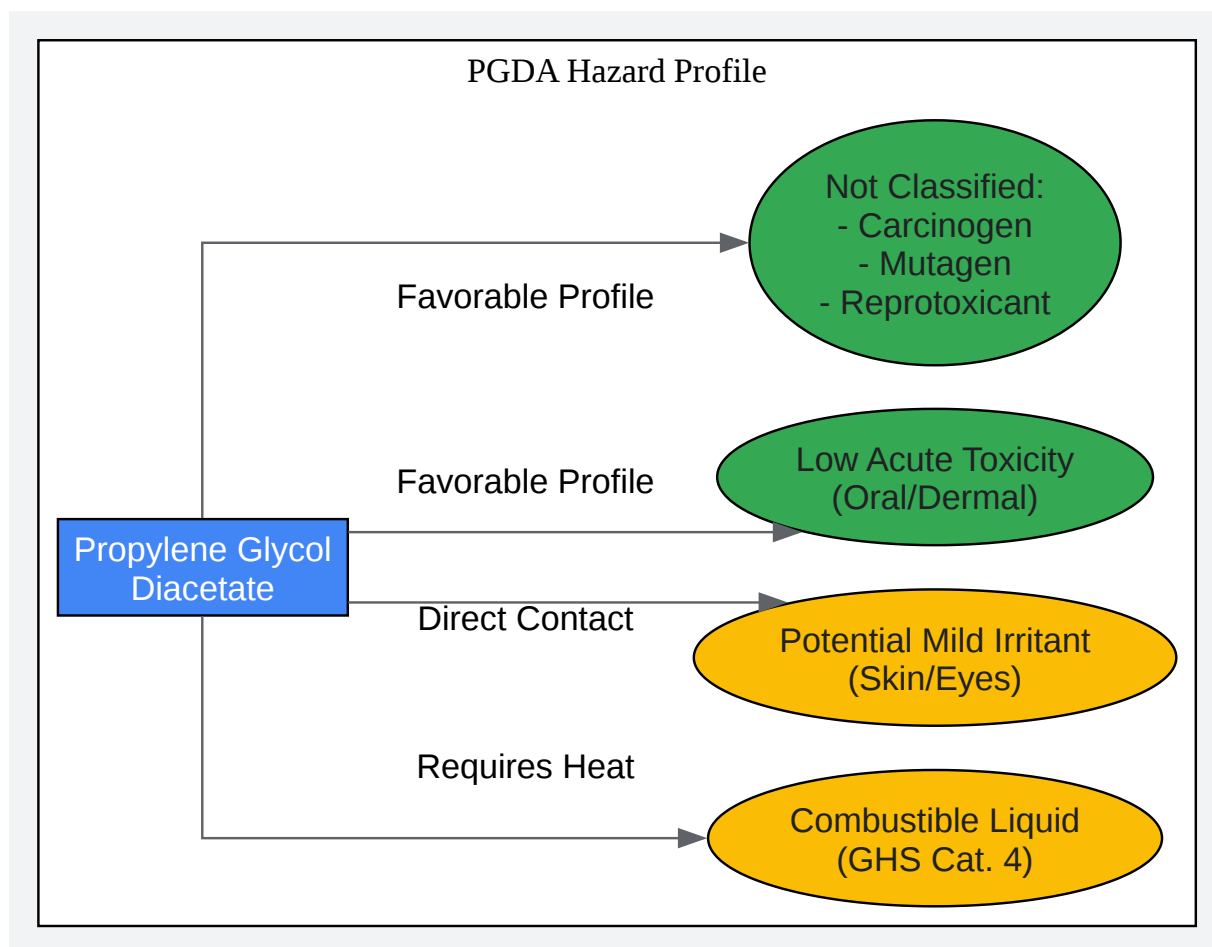 PGDA Hazard Profile
Not Classified:
- Carcinogen
- Mutagen
- Reprotoxicant
Favorable Profile
Favorable Profile
Low Acute Toxicity
(Oral/Dermal)
Propylene Glycol
Diacetate
Direct Contact
Potential Mild Irritant
(Skin/Eyes)
Requires Heat
Combustible Liquid
(GHS Cat. 4)